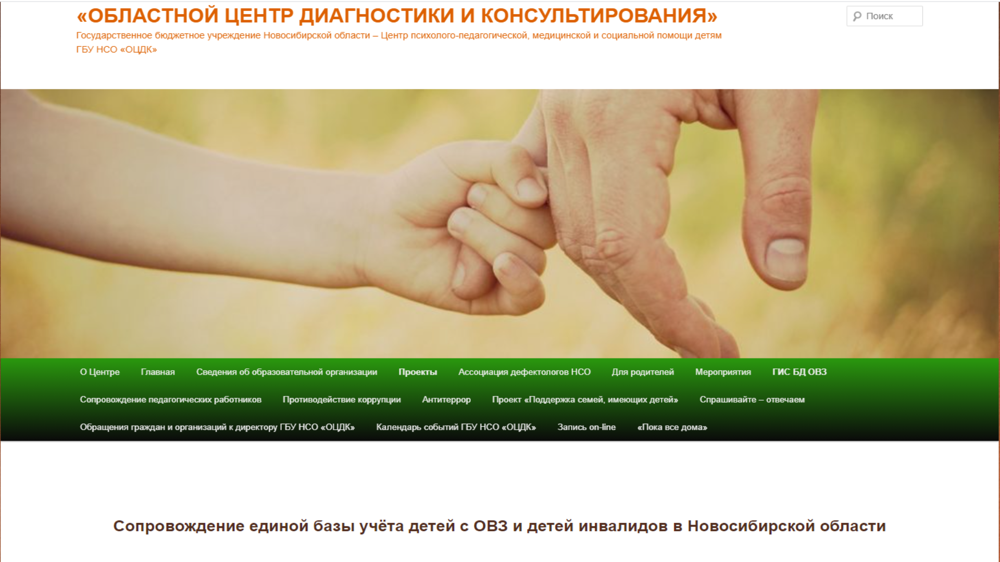 «ОБЛАСТНОЙ ЦЕНТР ДИАГНОСТИКИ И КОНСУЛЬТИРОВАНИЯ»
Поиск
Государственное бюджетное учреждение Новосибирской области – Центр психолого-педагогической, медицинской и социальной помощи детям
ГБУ НСО «ОЦДК»
О Центре Главная Сведения об образовательной организации Проекты Ассоциация дефектологов НСО Для родителей Мероприятия ГИС БД ОВЗ
Сопровождение педагогических работников Противодействие коррупции Антитеррор Проект «Поддержка семей, имеющих детей» Спрашивайте – отвечаем
Обращения граждан и организаций к директору ГБУ НСО «ОЦДК» Календарь событий ГБУ НСО «ОЦДК» Запись on-line «Пока все дома»
Сопровождение единой базы учёта детей с ОВЗ и детей инвалидов в Новосибирской области